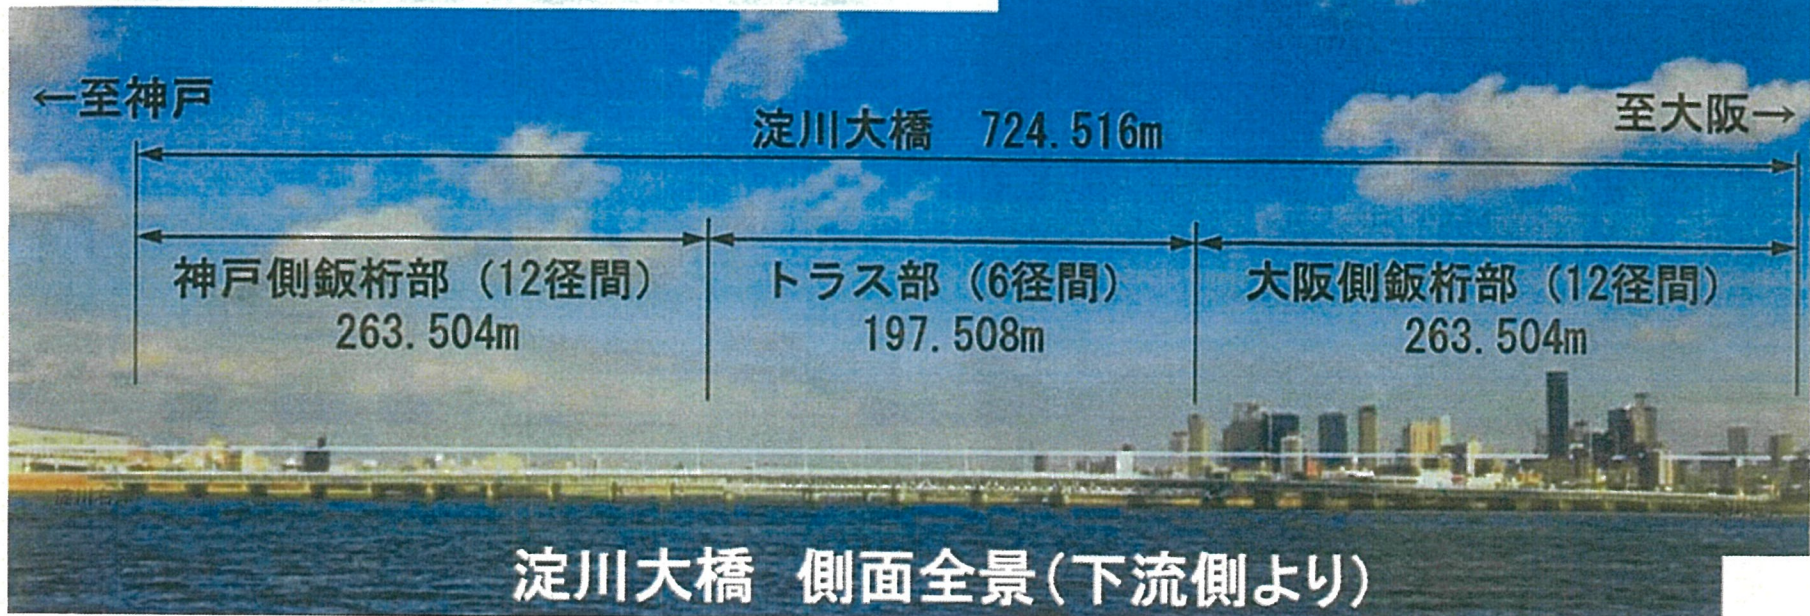 ←至神戸
至大阪→
淀川大橋　724.516m
神戸側鈑桁部（12径間）
263.504m
トラス部（6径間）
197.508m
大阪側鈑桁部（12径間）
263.504m
淀川大橋　側面全景（下流側より）